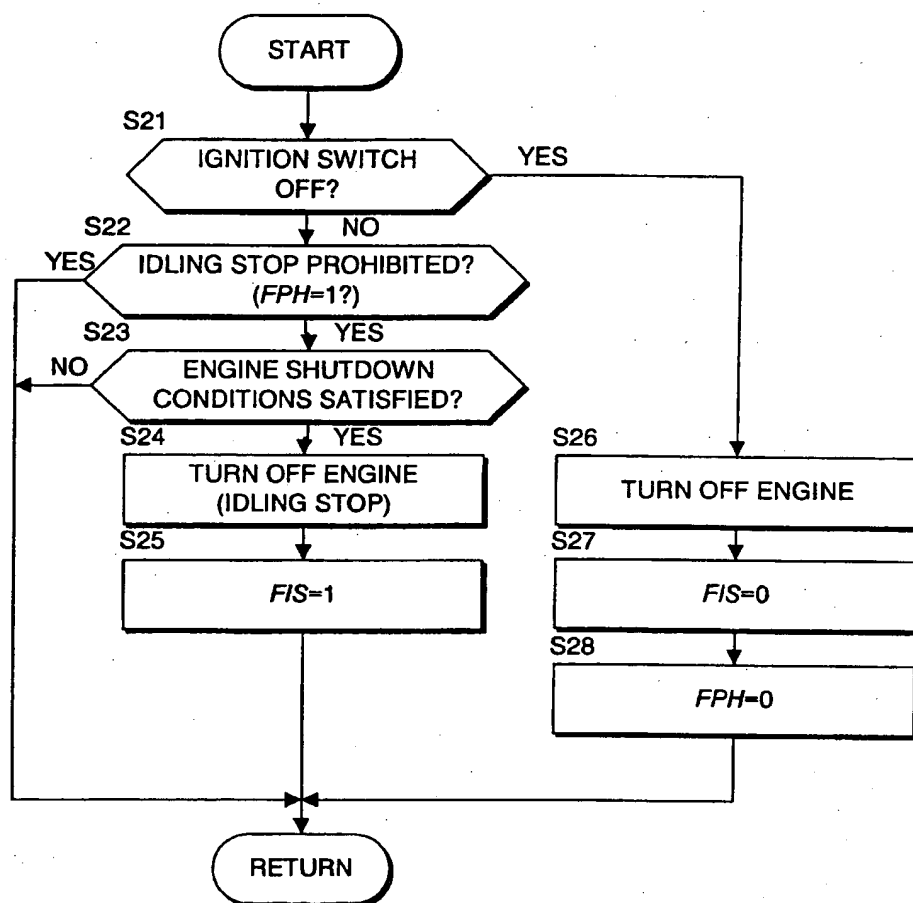 START
S21
IGNITION SWITCH
OFF?
YES
NO
S22
YES
IDLING STOP PROHIBITED?
(FPH=1?)
YES
S23
NO
ENGINE SHUTDOWN
CONDITIONS SATISFIED?
YES
S24
TURN OFF ENGINE
(IDLING STOP)
S25
FIS=1
S26
TURN OFF ENGINE
S27
FIS=0
S28
FPH=0
RETURN